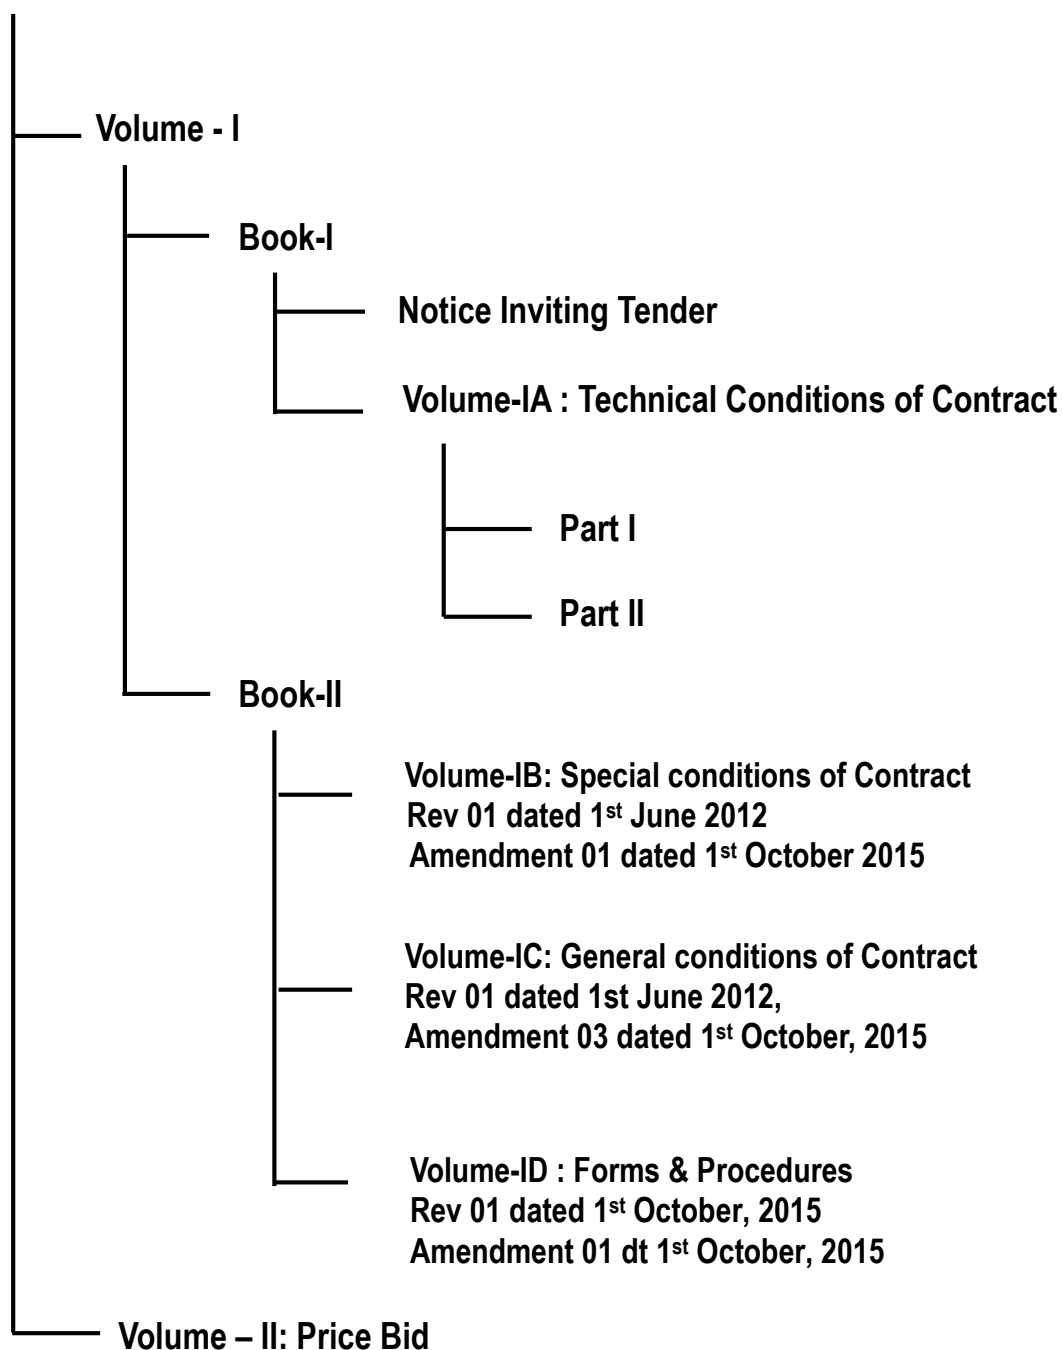 Volume - I
Book-I
Notice Inviting Tender
Volume-IA : Technical Conditions of Contract
Part I
Part II
Book-II
Volume-IB: Special conditions of Contract
Rev 01 dated 1st June 2012
Amendment 01 dated 1st October 2015
Volume-IC: General conditions of Contract
Rev 01 dated 1st June 2012,
Amendment 03 dated 1st October, 2015
Volume-ID : Forms & Procedures
Rev 01 dated 1st October, 2015
Amendment 01 dt 1st October, 2015
Volume – II: Price Bid